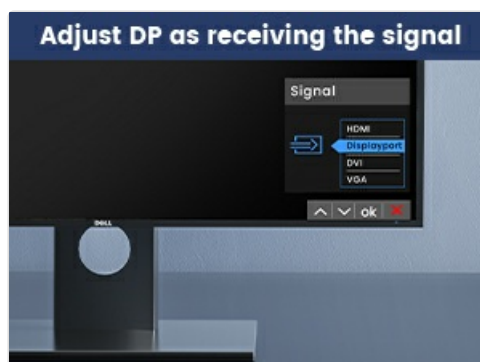 Adjust DP as receiving the signal
Signal
HDMI
Displayport
DVI
VGA
ok
DELL